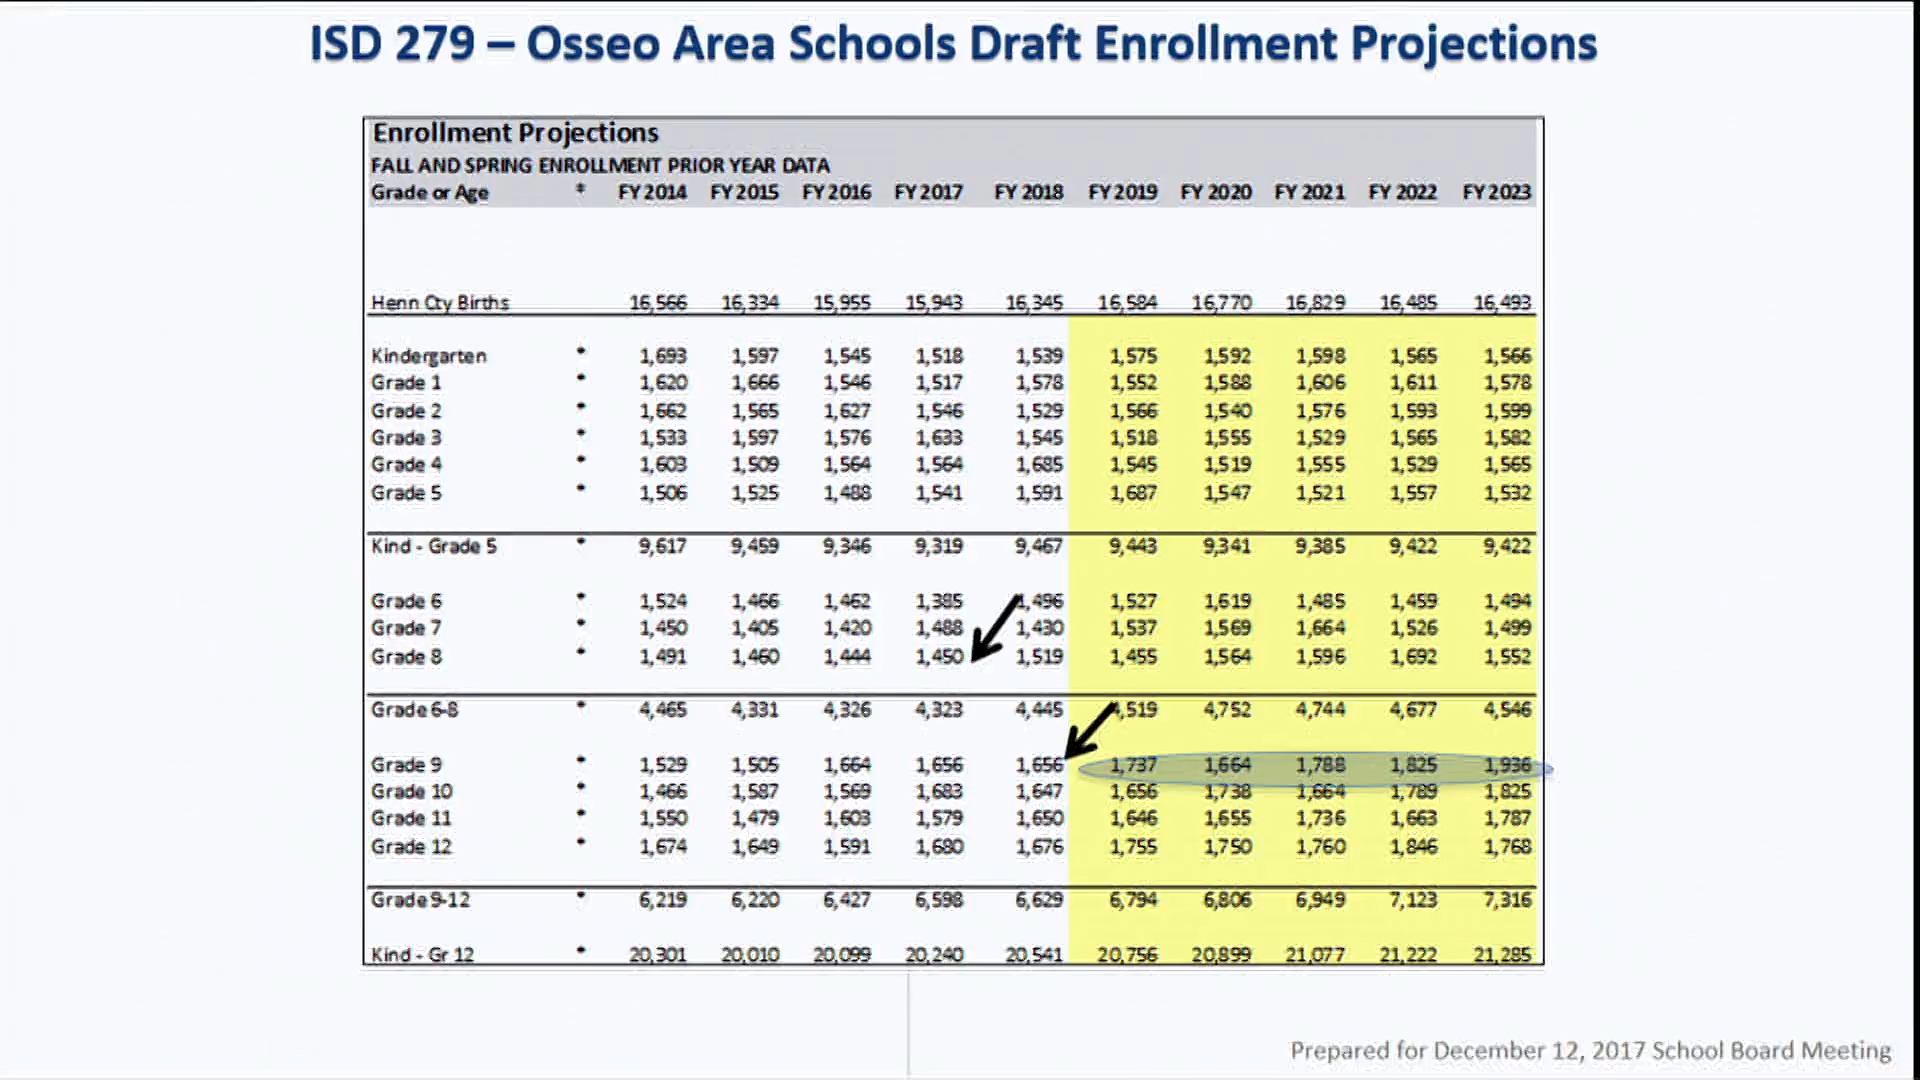 ISD 279 – Osseo Area Schools Draft Enrollment Projections
Enrollment Projections
FALL AND SPRING ENROLLMENT PRIOR YEAR DATA
Grade or Age * FY 2014 FY 2015 FY 2016 FY 2017 FY 2018 FY 2019 FY 2020 FY 2021 FY 2022 FY 2023
Henn Cty Births 16,566 16,334 15,955 15,943 16,345 16,584 16,770 16,829 16,485 16,493
Kindergarten * 1,693 1,597 1,545 1,518 1,539 1,575 1,592 1,598 1,565 1,566
Grade 1 * 1,620 1,666 1,546 1,517 1,578 1,552 1,588 1,606 1,611 1,578
Grade 2 * 1,662 1,565 1,627 1,546 1,529 1,566 1,540 1,576 1,593 1,599
Grade 3 * 1,533 1,597 1,576 1,633 1,545 1,518 1,555 1,529 1,565 1,582
Grade 4 * 1,603 1,509 1,564 1,564 1,685 1,545 1,519 1,555 1,529 1,565
Grade 5 * 1,506 1,525 1,488 1,541 1,591 1,687 1,547 1,521 1,557 1,532
Kind - Grade 5 * 9,617 9,459 9,346 9,319 9,467 9,443 9,341 9,385 9,422 9,422
Grade 6 * 1,524 1,466 1,462 1,385 1,496 1,527 1,619 1,485 1,459 1,494
Grade 7 * 1,450 1,405 1,420 1,488 1,430 1,537 1,569 1,664 1,526 1,499
Grade 8 * 1,491 1,460 1,444 1,450 1,519 1,455 1,564 1,596 1,692 1,552
Grade 6-8 * 4,465 4,331 4,326 4,323 4,445 4,519 4,752 4,744 4,677 4,546
Grade 9 * 1,529 1,505 1,664 1,656 1,656 1,737 1,664 1,788 1,825 1,936
Grade 10 * 1,466 1,587 1,569 1,683 1,647 1,656 1,738 1,664 1,789 1,825
Grade 11 * 1,550 1,479 1,603 1,579 1,650 1,646 1,655 1,736 1,663 1,787
Grade 12 * 1,674 1,649 1,591 1,680 1,676 1,755 1,750 1,760 1,846 1,768
Grade 9-12 * 6,219 6,220 6,427 6,598 6,629 6,794 6,806 6,949 7,123 7,316
Kind - Gr 12 * 20,301 20,010 20,099 20,240 20,541 20,756 20,899 21,077 21,222 21,285
Prepared for December 12, 2017 School Board Meeting